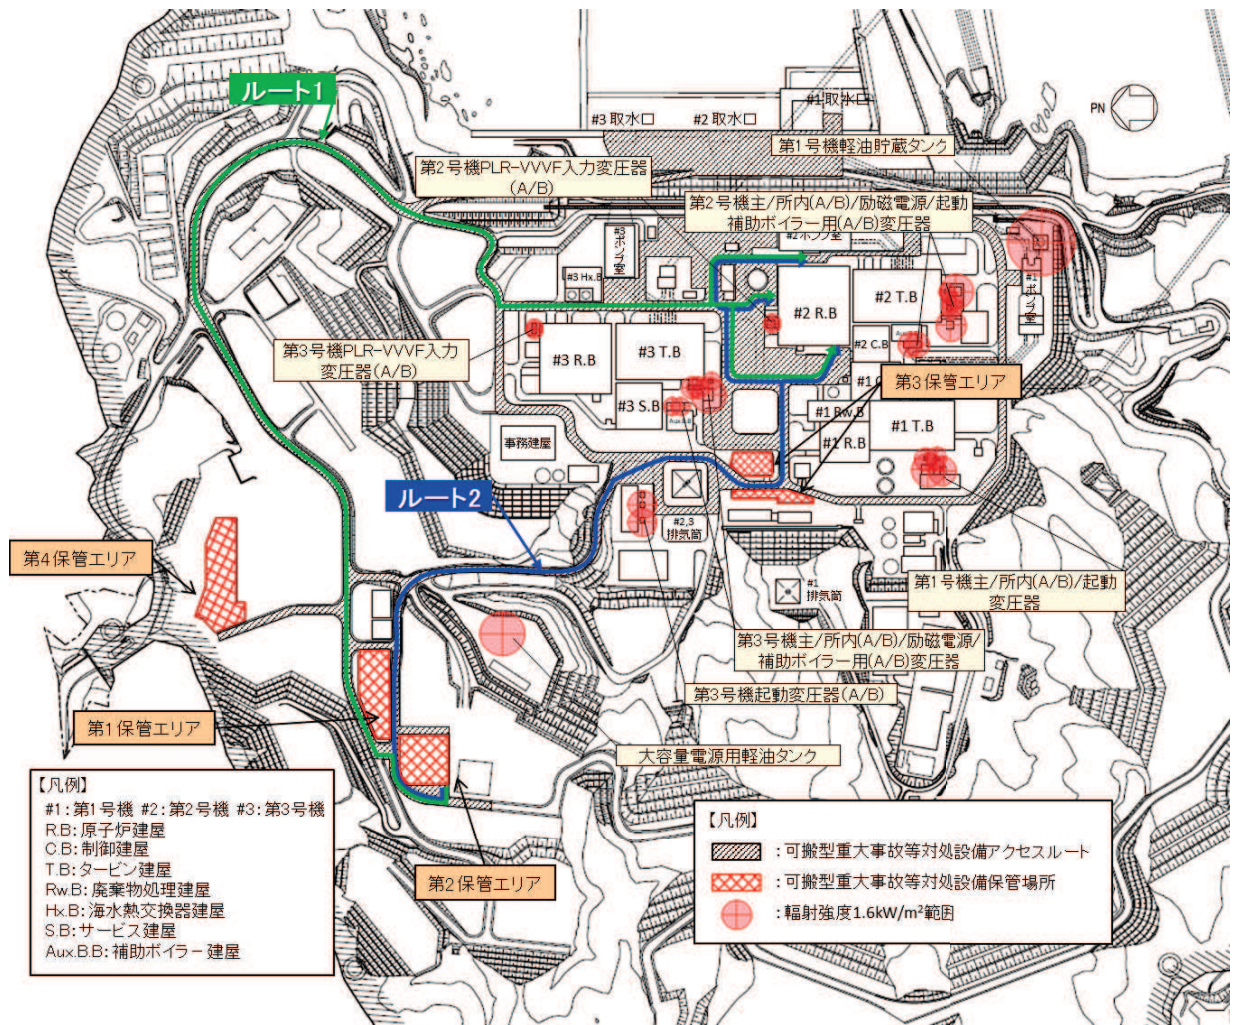 ルート1
#3 取水口
#2 取水口
#1取水口
PN
第1号機軽油貯蔵タンク
第2号機PLR-VVVF入力変圧器
(A/B)
第2号機主/所内(A/B)/励磁電源/起動
補助ボイラー用(A/B)変圧器
#3
ポンプ室
#2 ポンプ室
#3 Hx.B
ポンプ室
#2 R.B
#2 T.B
#2 C.B
第3号機PLR-VVVF入力
変圧器(A/B)
#3 R.B
#3 T.B
#3 S.B
Aux.B.B
第3保管エリア
#1 Rw.B
#1 R.B
#1 T.B
事務建屋
ルート2
#2,3
排気筒
第4保管エリア
#1
排気筒
第1号機主/所内(A/B)/起動
変圧器
第3号機主/所内(A/B)/励磁電源/
補助ボイラー用(A/B)変圧器
第3号機起動変圧器(A/B)
第1保管エリア
大容量電源用軽油タンク
第2保管エリア
【凡例】
#1:第1号機 #2:第2号機 #3:第3号機
R.B:原子炉建屋
C.B:制御建屋
T.B:タービン建屋
Rw.B:廃棄物処理建屋
Hx.B:海水熱交換器建屋
S.B:サービス建屋
Aux.B.B:補助ボイラー建屋
【凡例】
:可搬型重大事故等対処設備アクセスルート
:可搬型重大事故等対処設備保管場所
:輻射強度1.6kW/m²範囲